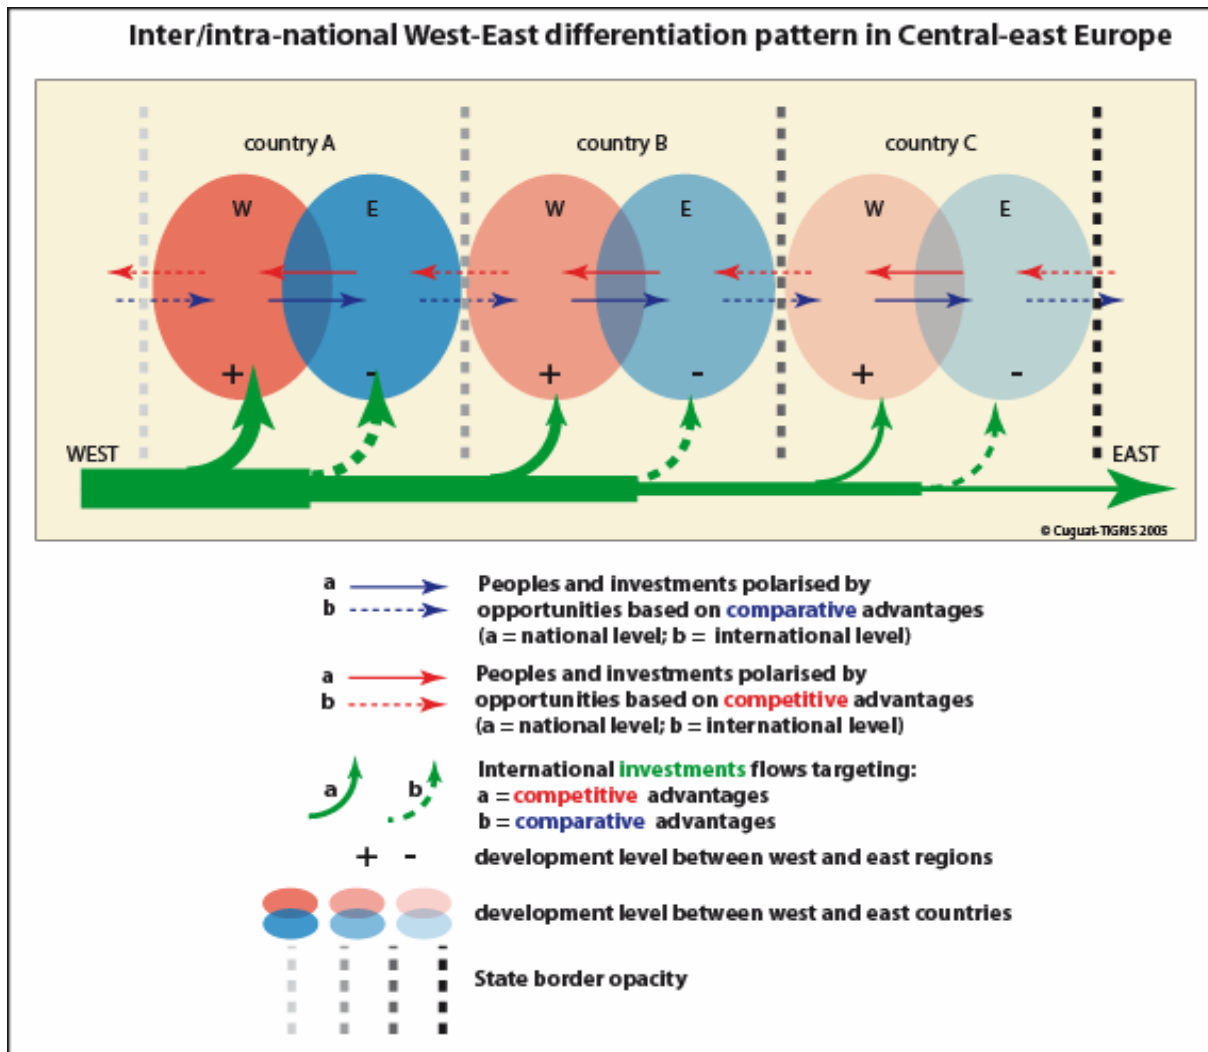 Inter/intra-national West-East differentiation pattern in Central-east Europe
country A
country B
country C
W
E
W
E
W
E
+
-
+
-
+
-
WEST
EAST
© Cuguat-TIGRIS 2005
a
b
Peoples and investments polarised by
opportunities based on comparative advantages
(a = national level; b = international level)
a
b
Peoples and investments polarised by
opportunities based on competitive advantages
(a = national level; b = international level)
a
b
International investments flows targeting:
a = competitive advantages
b = comparative advantages
+ -
development level between west and east regions
development level between west and east countries
State border opacity